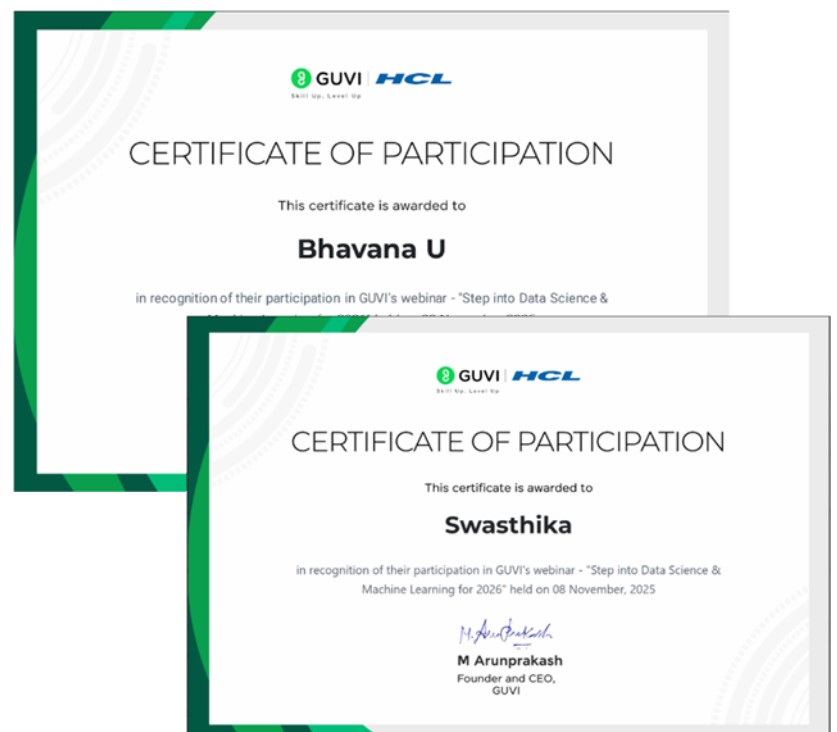 GUVI HCL
Skill Up, Level Up
CERTIFICATE OF PARTICIPATION
This certificate is awarded to
Bhavana U
in recognition of their participation in GUVI's webinar - "Step into Data Science &
GUVI HCL
Skill Up, Level Up
CERTIFICATE OF PARTICIPATION
This certificate is awarded to
Swasthika
in recognition of their participation in GUVI's webinar - "Step into Data Science &
Machine Learning for 2026" held on 08 November, 2025
M. Arunprakash
M Arunprakash
Founder and CEO,
GUVI